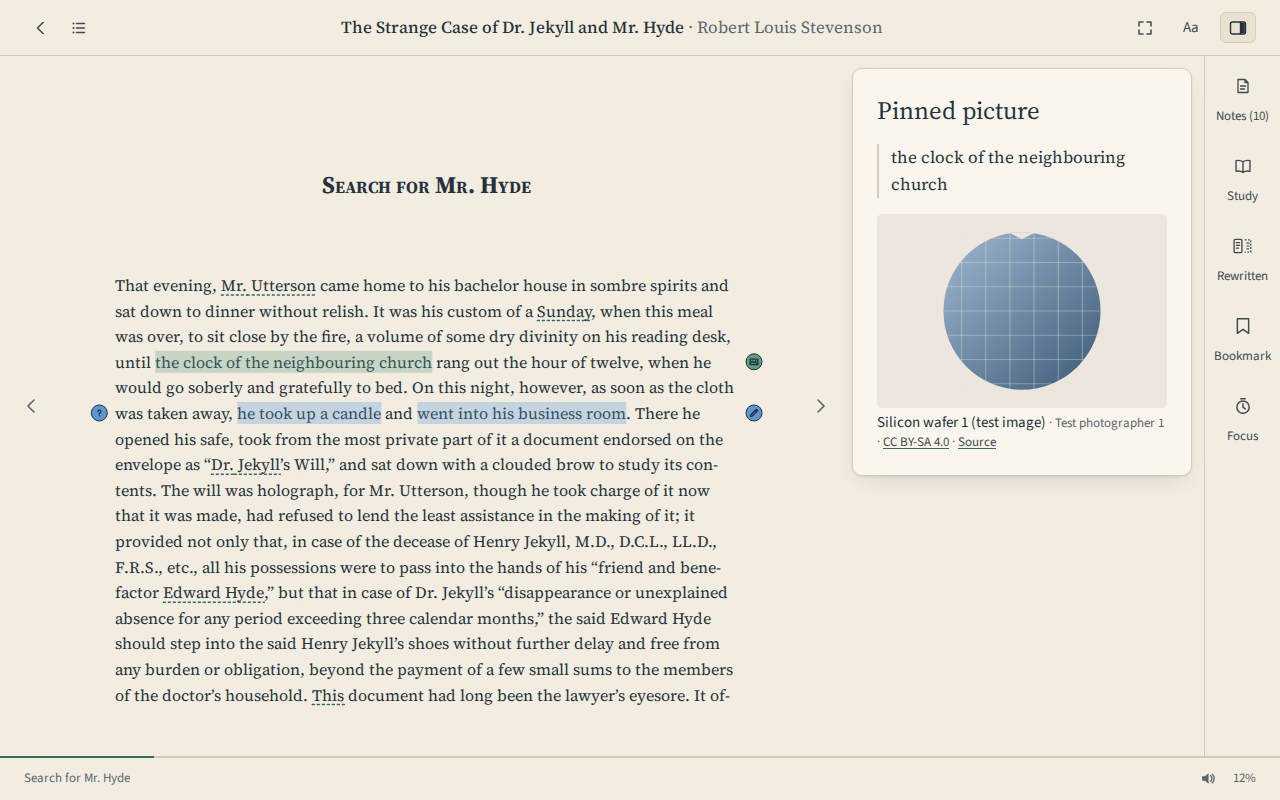 The Strange Case of Dr. Jekyll and Mr. Hyde · Robert Louis Stevenson
Aa
Search for Mr. Hyde
That evening, Mr. Utterson came home to his bachelor house in sombre spirits and
sat down to dinner without relish. It was his custom of a Sunday, when this meal
was over, to sit close by the fire, a volume of some dry divinity on his reading desk,
until the clock of the neighbouring church rang out the hour of twelve, when he
would go soberly and gratefully to bed. On this night, however, as soon as the cloth
was taken away, he took up a candle and went into his business room. There he
opened his safe, took from the most private part of it a document endorsed on the
envelope as “Dr. Jekyll’s Will,” and sat down with a clouded brow to study its con-
tents. The will was holograph, for Mr. Utterson, though he took charge of it now
that it was made, had refused to lend the least assistance in the making of it; it
provided not only that, in case of the decease of Henry Jekyll, M.D., D.C.L., LL.D.,
F.R.S., etc., all his possessions were to pass into the hands of his “friend and bene-
factor Edward Hyde,” but that in case of Dr. Jekyll’s “disappearance or unexplained
absence for any period exceeding three calendar months,” the said Edward Hyde
should step into the said Henry Jekyll’s shoes without further delay and free from
any burden or obligation, beyond the payment of a few small sums to the members
of the doctor’s household. This document had long been the lawyer’s eyesore. It of-
?
Pinned picture
the clock of the neighbouring
church
Silicon wafer 1 (test image) · Test photographer 1
· CC BY-SA 4.0 · Source
Notes (10)
Study
Rewritten
Bookmark
Focus
Search for Mr. Hyde
12%